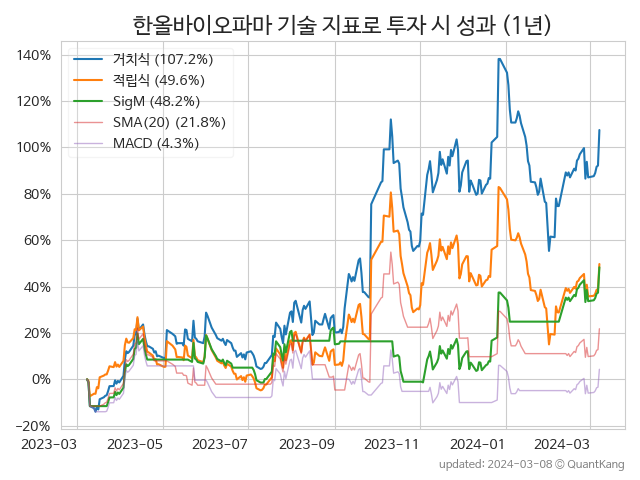 한올바이오파마 기술 지표로 투자 시 성과 (1년)
140%
120%
100%
80%
60%
40%
20%
0%
−20%
거치식 (107.2%)
적립식 (49.6%)
SigM (48.2%)
SMA(20) (21.8%)
MACD (4.3%)
2023-03 2023-05 2023-07 2023-09 2023-11 2024-01 2024-03
updated: 2024-03-08 © QuantKang